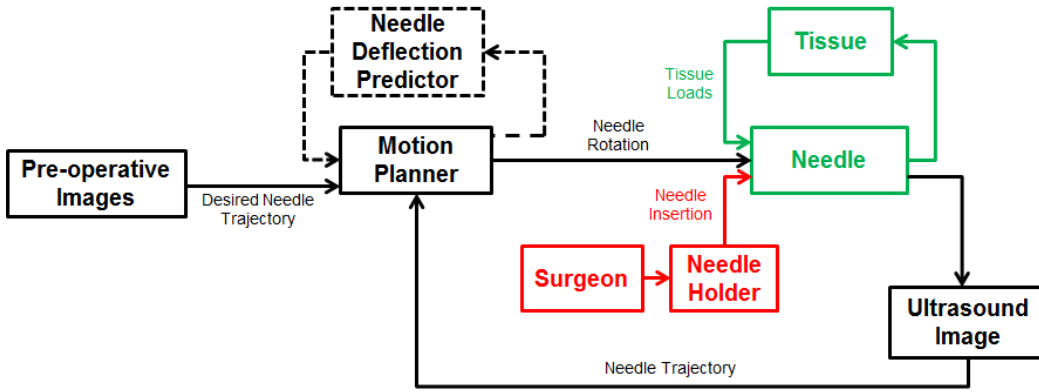 Needle
Deflection
Predictor
Tissue
Tissue
Loads
Needle
Rotation
Motion
Planner
Needle
Pre-operative
Images
Desired Needle
Trajectory
Needle
Insertion
Surgeon
Needle
Holder
Ultrasound
Image
Needle Trajectory